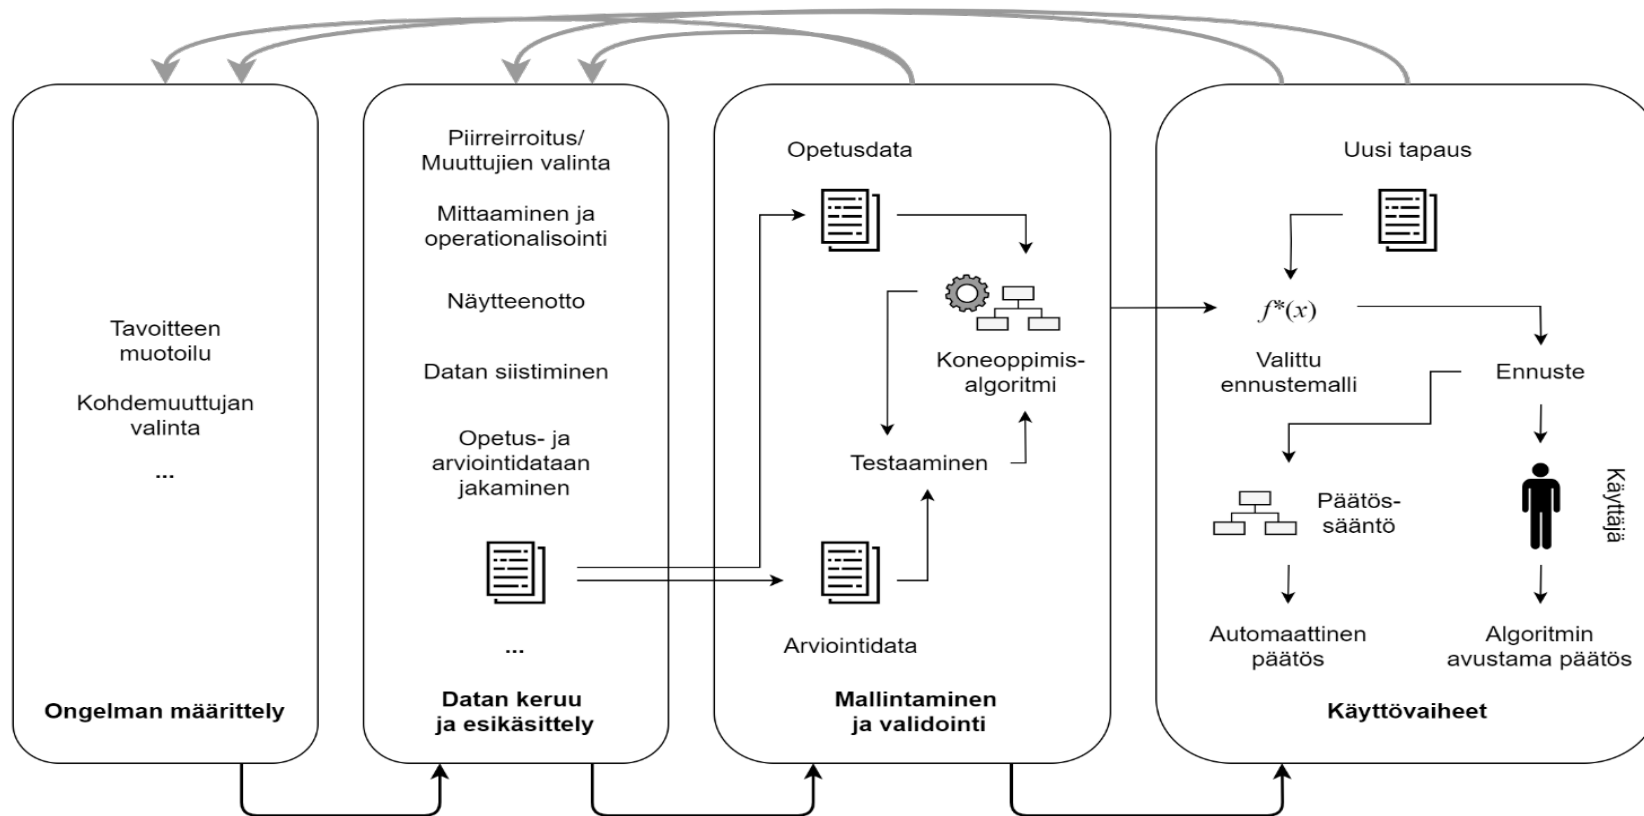 Tavoitteen
muotoilu
Kohdemuuttujan
valinta
...
Ongelman määrittely
Piirreirroitus/
Muuttujien valinta
Mittaaminen ja
operationalisointi
Näytteenotto
Datan siistiminen
Opetus- ja
arviointidataan
jakaminen
...
Datan keruu
ja esikäsittely
Opetusdata
Koneoppimis-
algoritmi
Testaaminen
Arviointidata
Mallintaminen
ja validointi
Uusi tapaus
f*(x)
Valittu
ennustemalli
Ennuste
Päätös-
sääntö
Käyttäjä
Automaattinen
päätös
Algoritmin
avustama päätös
Käyttövaiheet